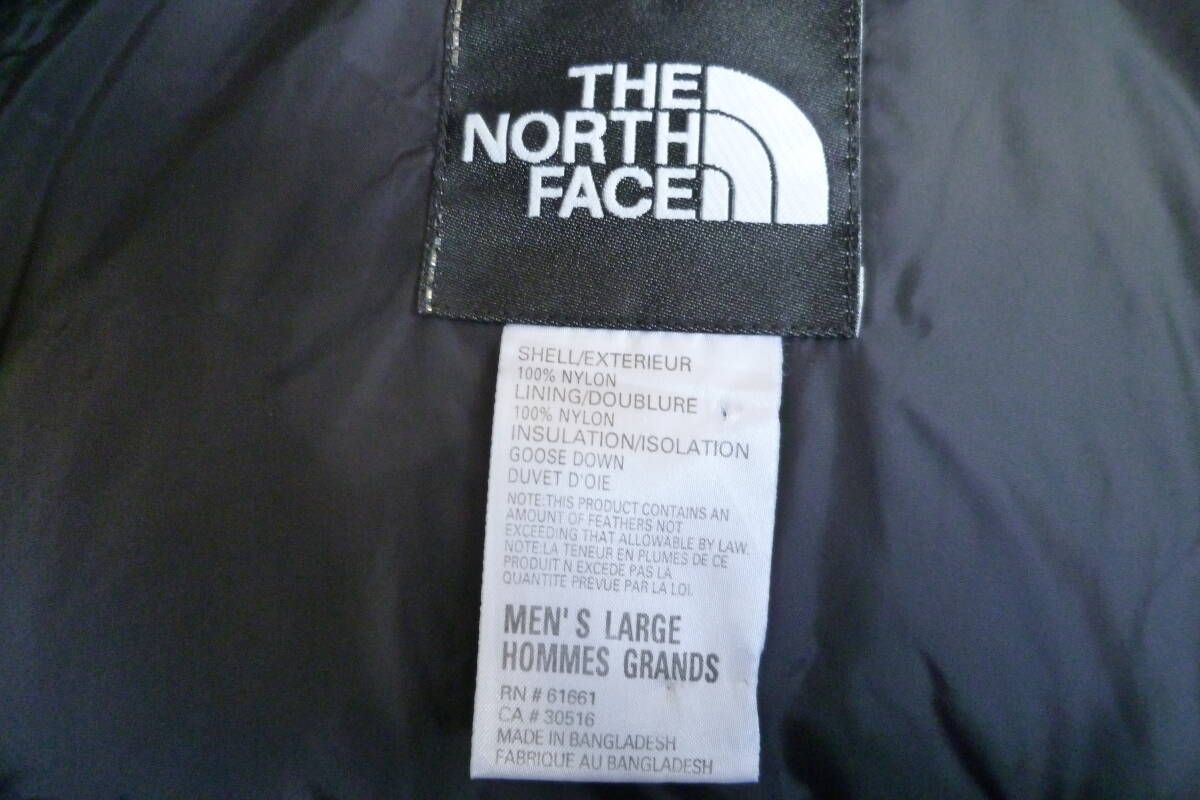 THE
NORTH
FACE
SHELL/EXTERIEUR
100% NYLON
LINING/DOUBLURE
100% NYLON
INSULATION/ISOLATION
GOOSE DOWN
DUVET D'OIE
NOTE:THIS PRODUCT CONTAINS AN
AMOUNT OF FEATHERS NOT
EXCEEDING THAT ALLOWABLE BY LAW.
NOTE:LA TENEUR EN PLUMES DE CE
PRODUIT N EXCEDE PAS LA
QUANTITE PREVUE PAR LA LOI.
MEN'S LARGE
HOMMES GRANDS
RN # 61661
CA # 30516
MADE IN BANGLADESH
FABRIQUE AU BANGLADESH